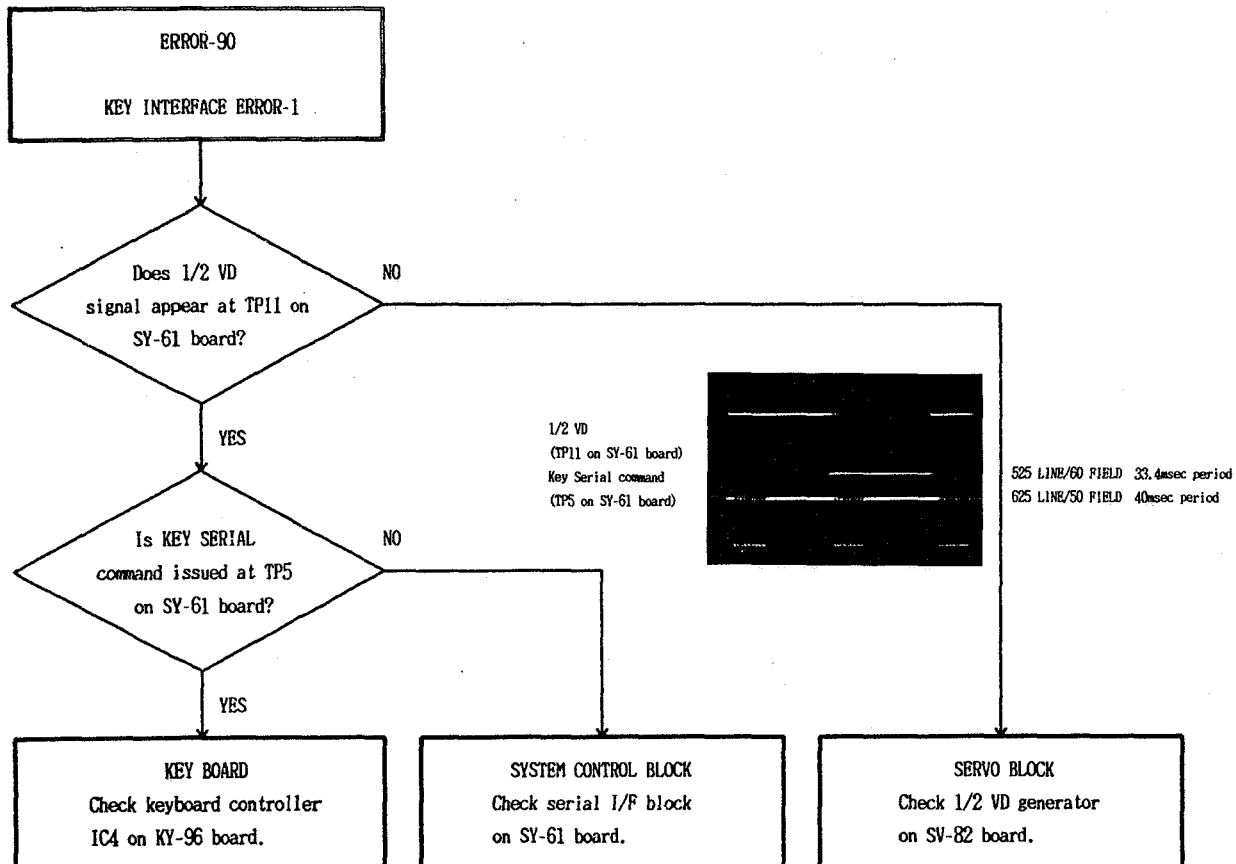 ERROR-90
KEY INTERFACE ERROR-1
Does 1/2 VD
signal appear at TP11 on
SY-61 board?
NO
YES
1/2 VD
(TP11 on SY-61 board)
Key Serial command
(TP5 on SY-61 board)
525 LINE/60 FIELD 33.4msec period
625 LINE/50 FIELD 40msec period
Is KEY SERIAL
command issued at TP5
on SY-61 board?
NO
YES
KEY BOARD
Check keyboard controller
IC4 on KY-96 board.
SYSTEM CONTROL BLOCK
Check serial I/F block
on SY-61 board.
SERVO BLOCK
Check 1/2 VD generator
on SV-82 board.